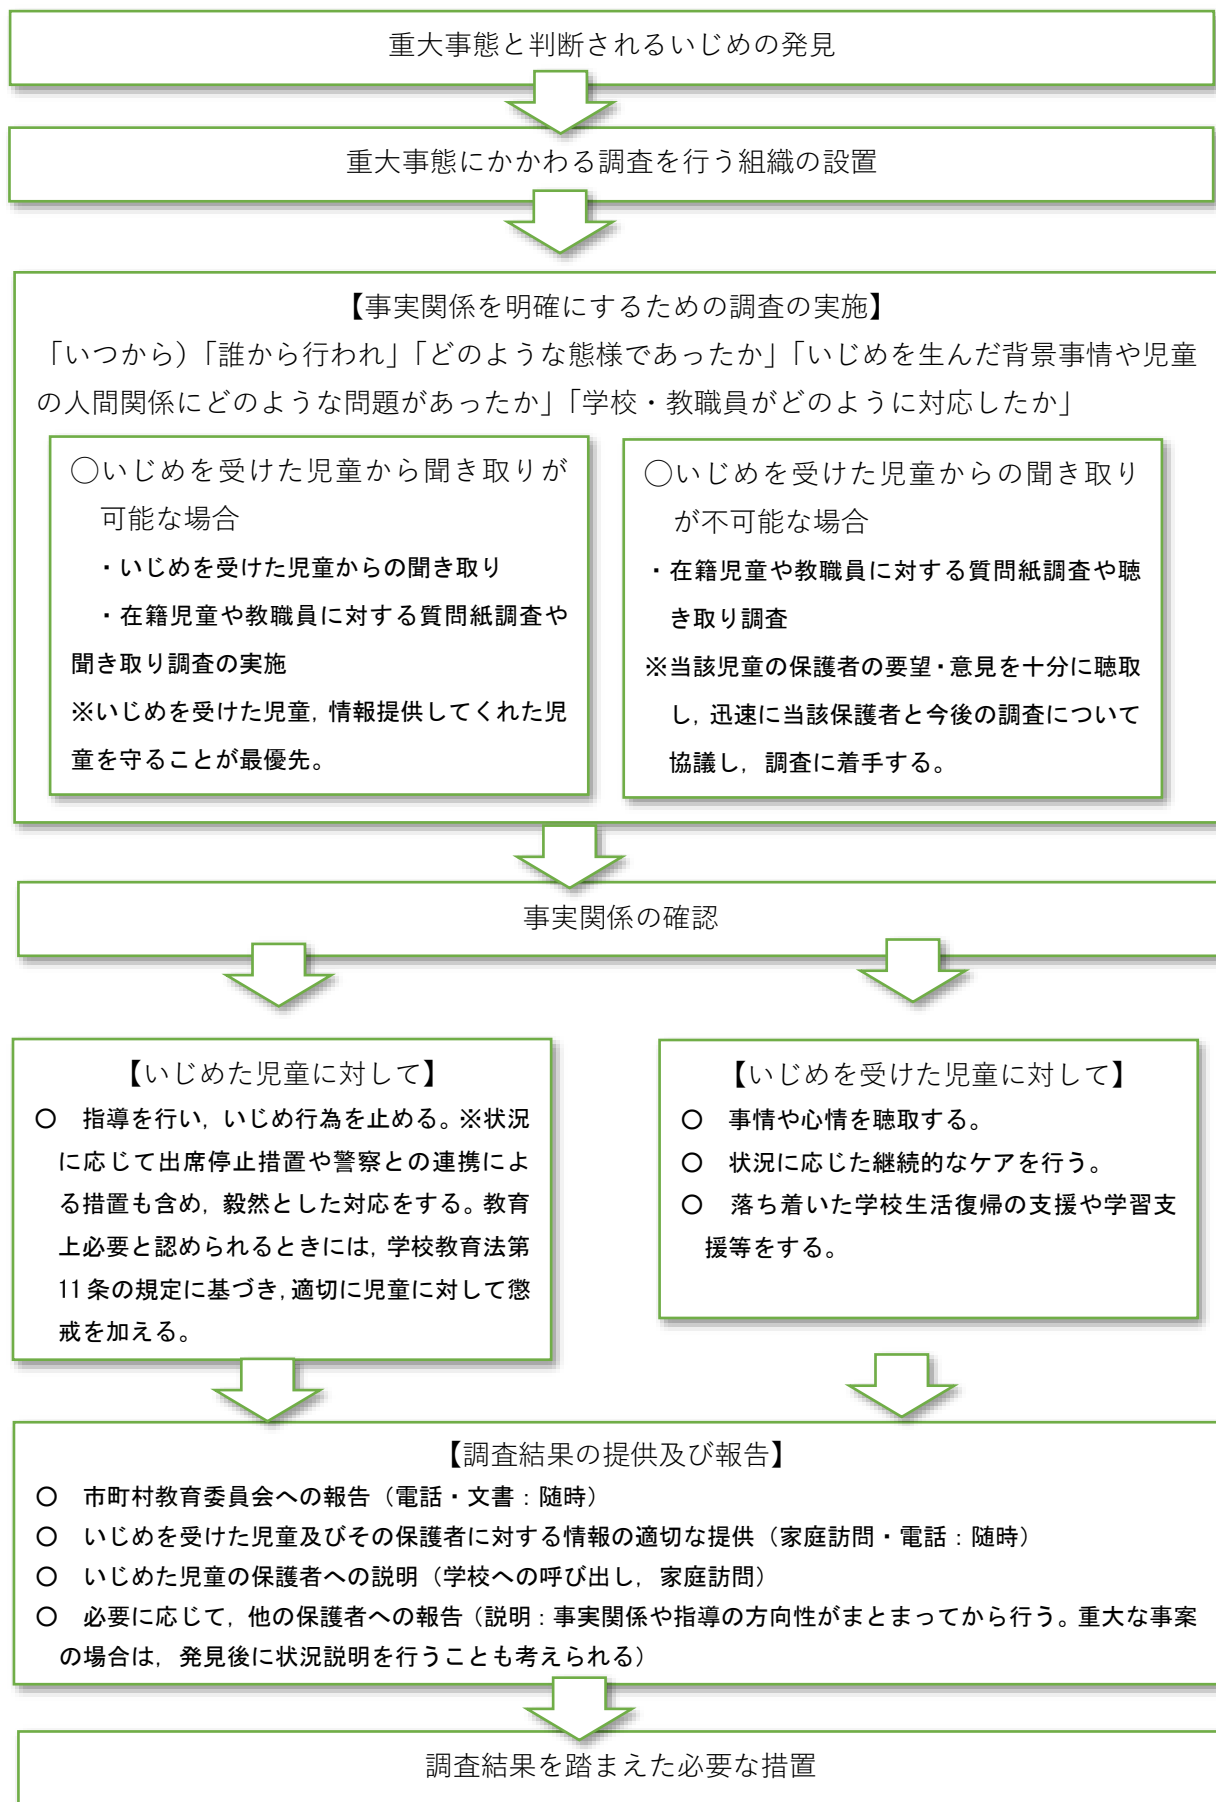 重大事態と判断されるいじめの発見
重大事態にかかわる調査を行う組織の設置
【事実関係を明確にするための調査の実施】
「いつから）「誰から行われ」「どのような態様であったか」「いじめを生んだ背景事情や児童
の人間関係にどのような問題があったか」「学校・教職員がどのように対応したか」
○いじめを受けた児童から聞き取りが
可能な場合
・いじめを受けた児童からの聞き取り
・在籍児童や教職員に対する質問紙調査や
聞き取り調査の実施
※いじめを受けた児童，情報提供してくれた児
童を守ることが最優先。
○いじめを受けた児童からの聞き取り
が不可能な場合
・在籍児童や教職員に対する質問紙調査や聴
き取り調査
※当該児童の保護者の要望・意見を十分に聴取
し，迅速に当該保護者と今後の調査について
協議し，調査に着手する。
事実関係の確認
【いじめた児童に対して】
○　指導を行い，いじめ行為を止める。※状況
に応じて出席停止措置や警察との連携によ
る措置も含め，毅然とした対応をする。教育
上必要と認められるときには，学校教育法第
11条の規定に基づき，適切に児童に対して懲
戒を加える。
【いじめを受けた児童に対して】
○　事情や心情を聴取する。
○　状況に応じた継続的なケアを行う。
○　落ち着いた学校生活復帰の支援や学習支
援等をする。
【調査結果の提供及び報告】
○　市町村教育委員会への報告（電話・文書：随時）
○　いじめを受けた児童及びその保護者に対する情報の適切な提供（家庭訪問・電話：随時）
○　いじめた児童の保護者への説明（学校への呼び出し，家庭訪問）
○　必要に応じて，他の保護者への報告（説明：事実関係や指導の方向性がまとまってから行う。重大な事案
の場合は，発見後に状況説明を行うことも考えられる）
調査結果を踏まえた必要な措置